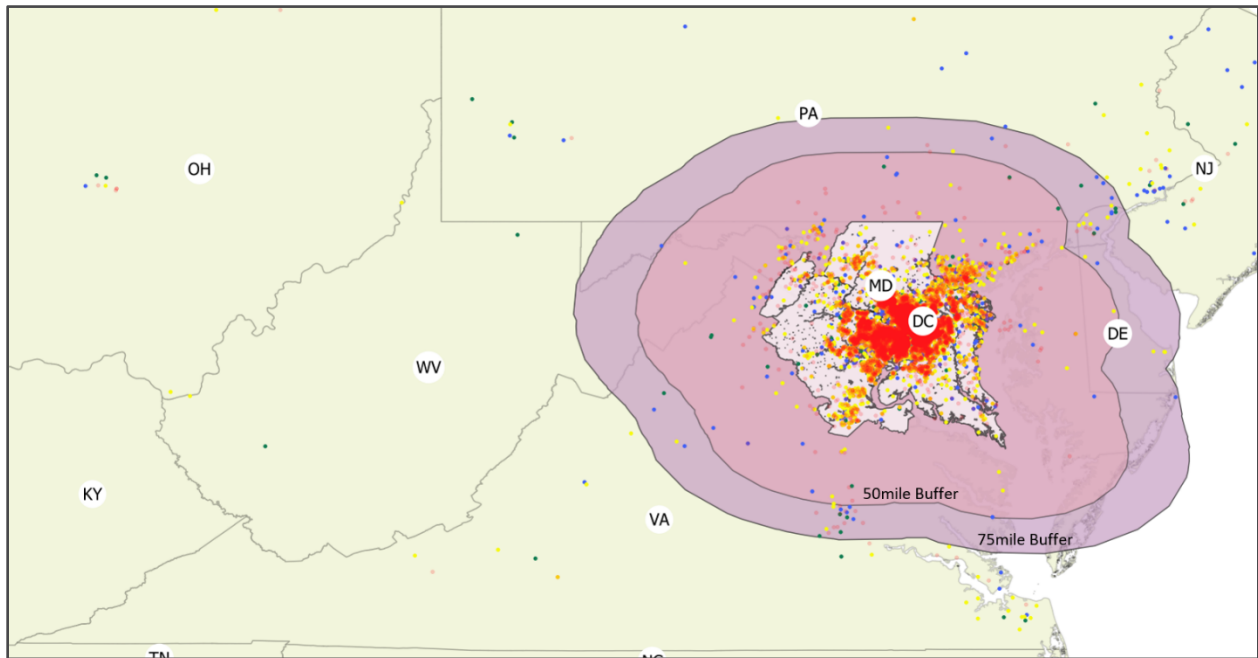 PA
OH
NJ
MD
DC
DE
WV
50mile Buffer
KY
VA
75mile Buffer
TN
NC